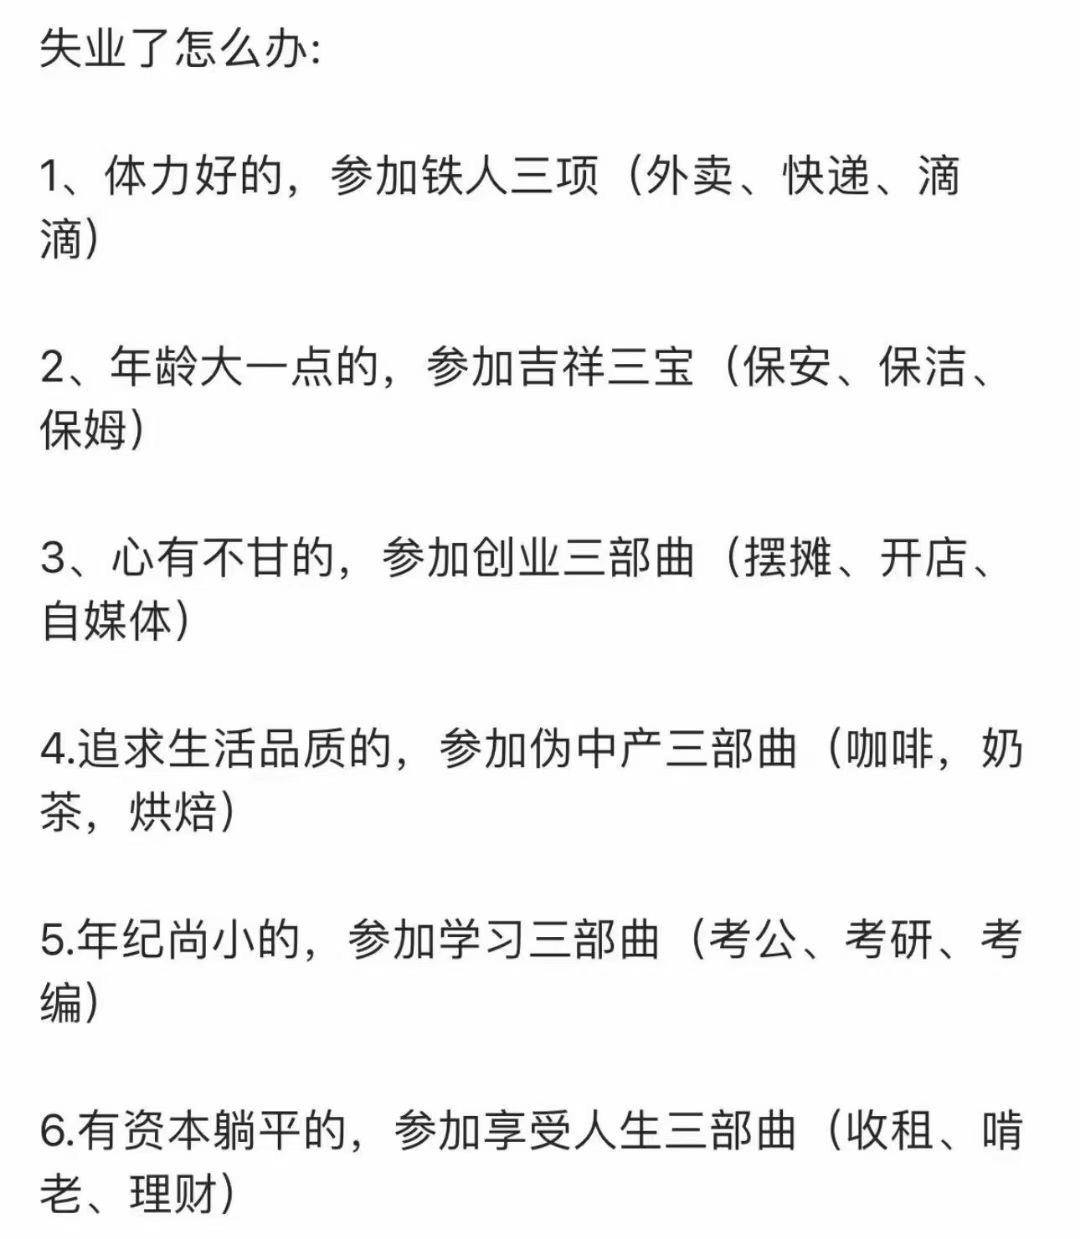 失业了怎么办:
1、体力好的，参加铁人三项（外卖、快递、滴
滴）
2、年龄大一点的，参加吉祥三宝（保安、保洁、
保姆）
3、心有不甘的，参加创业三部曲（摆摊、开店、
自媒体）
4.追求生活品质的，参加伪中产三部曲（咖啡，奶
茶，烘焙）
5.年纪尚小的，参加学习三部曲（考公、考研、考
编）
6.有资本躺平的，参加享受人生三部曲（收租、啃
老、理财）